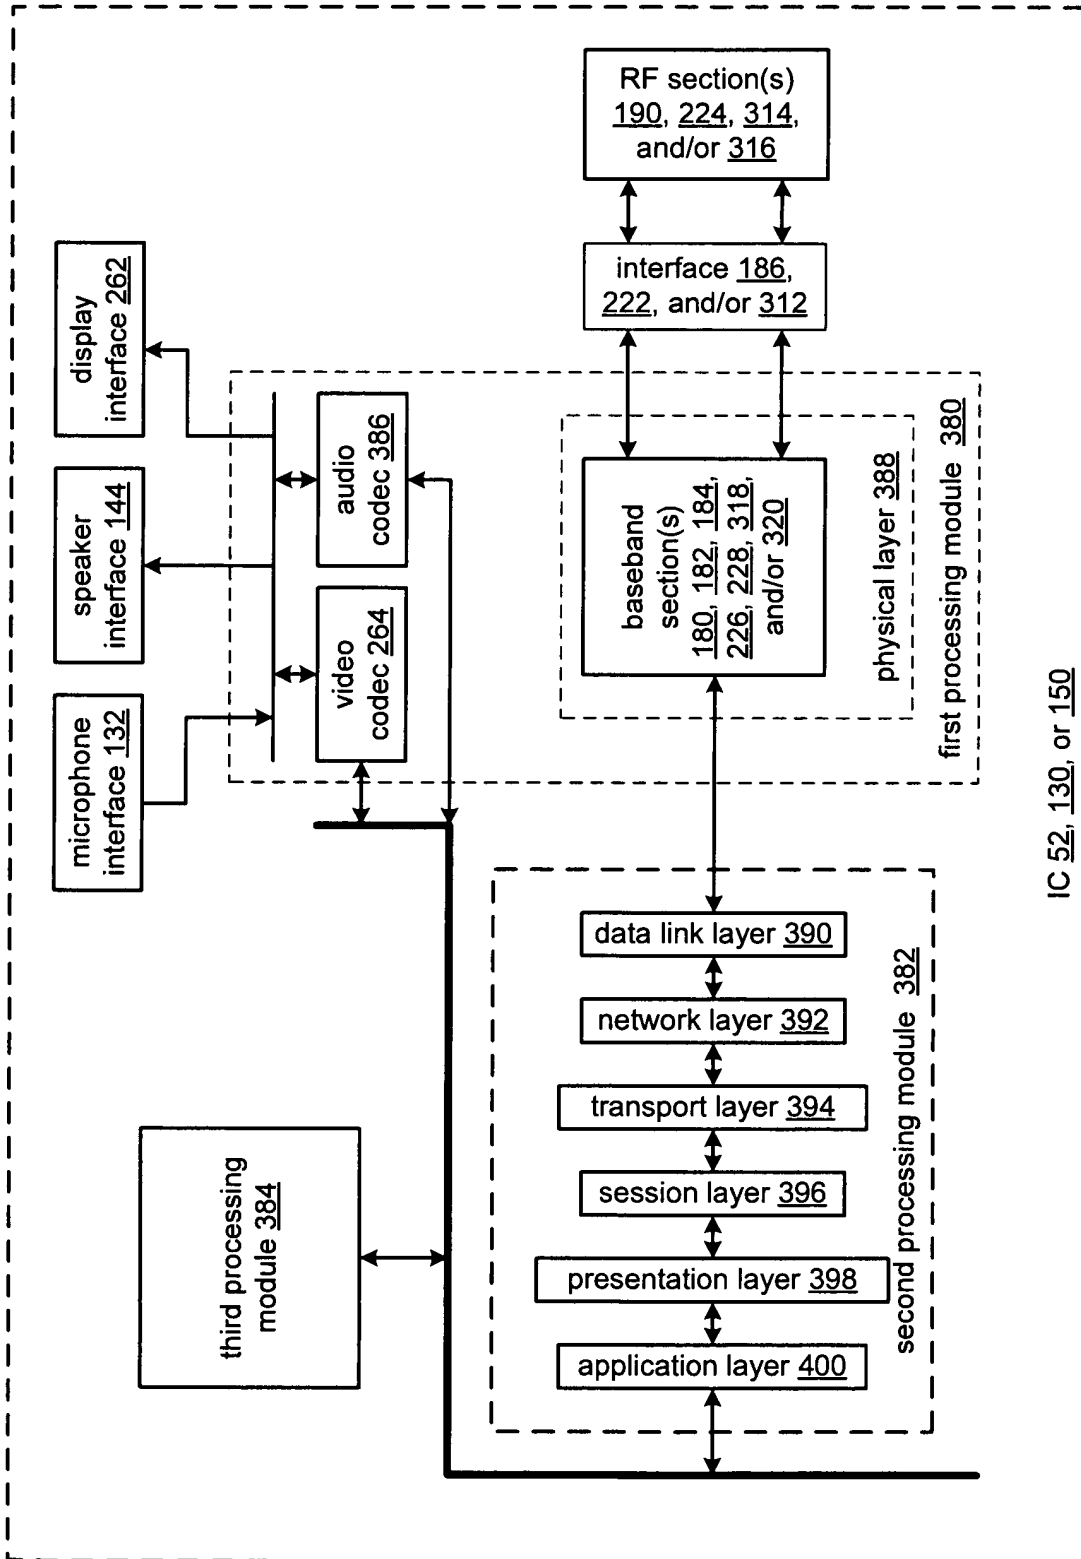 RF section(s)
190, 224, 314,
and/or 316
interface 186,
222, and/or 312
display
interface 262
speaker
interface 144
microphone
interface 132
audio
codec 386
video
codec 264
baseband
section(s)
180, 182, 184,
226, 228, 318,
and/or 320
physical layer 388
first processing module 380
data link layer 390
network layer 392
transport layer 394
session layer 396
presentation layer 398
application layer 400
second processing module 382
third processing
module 384
IC 52, 130, or 150